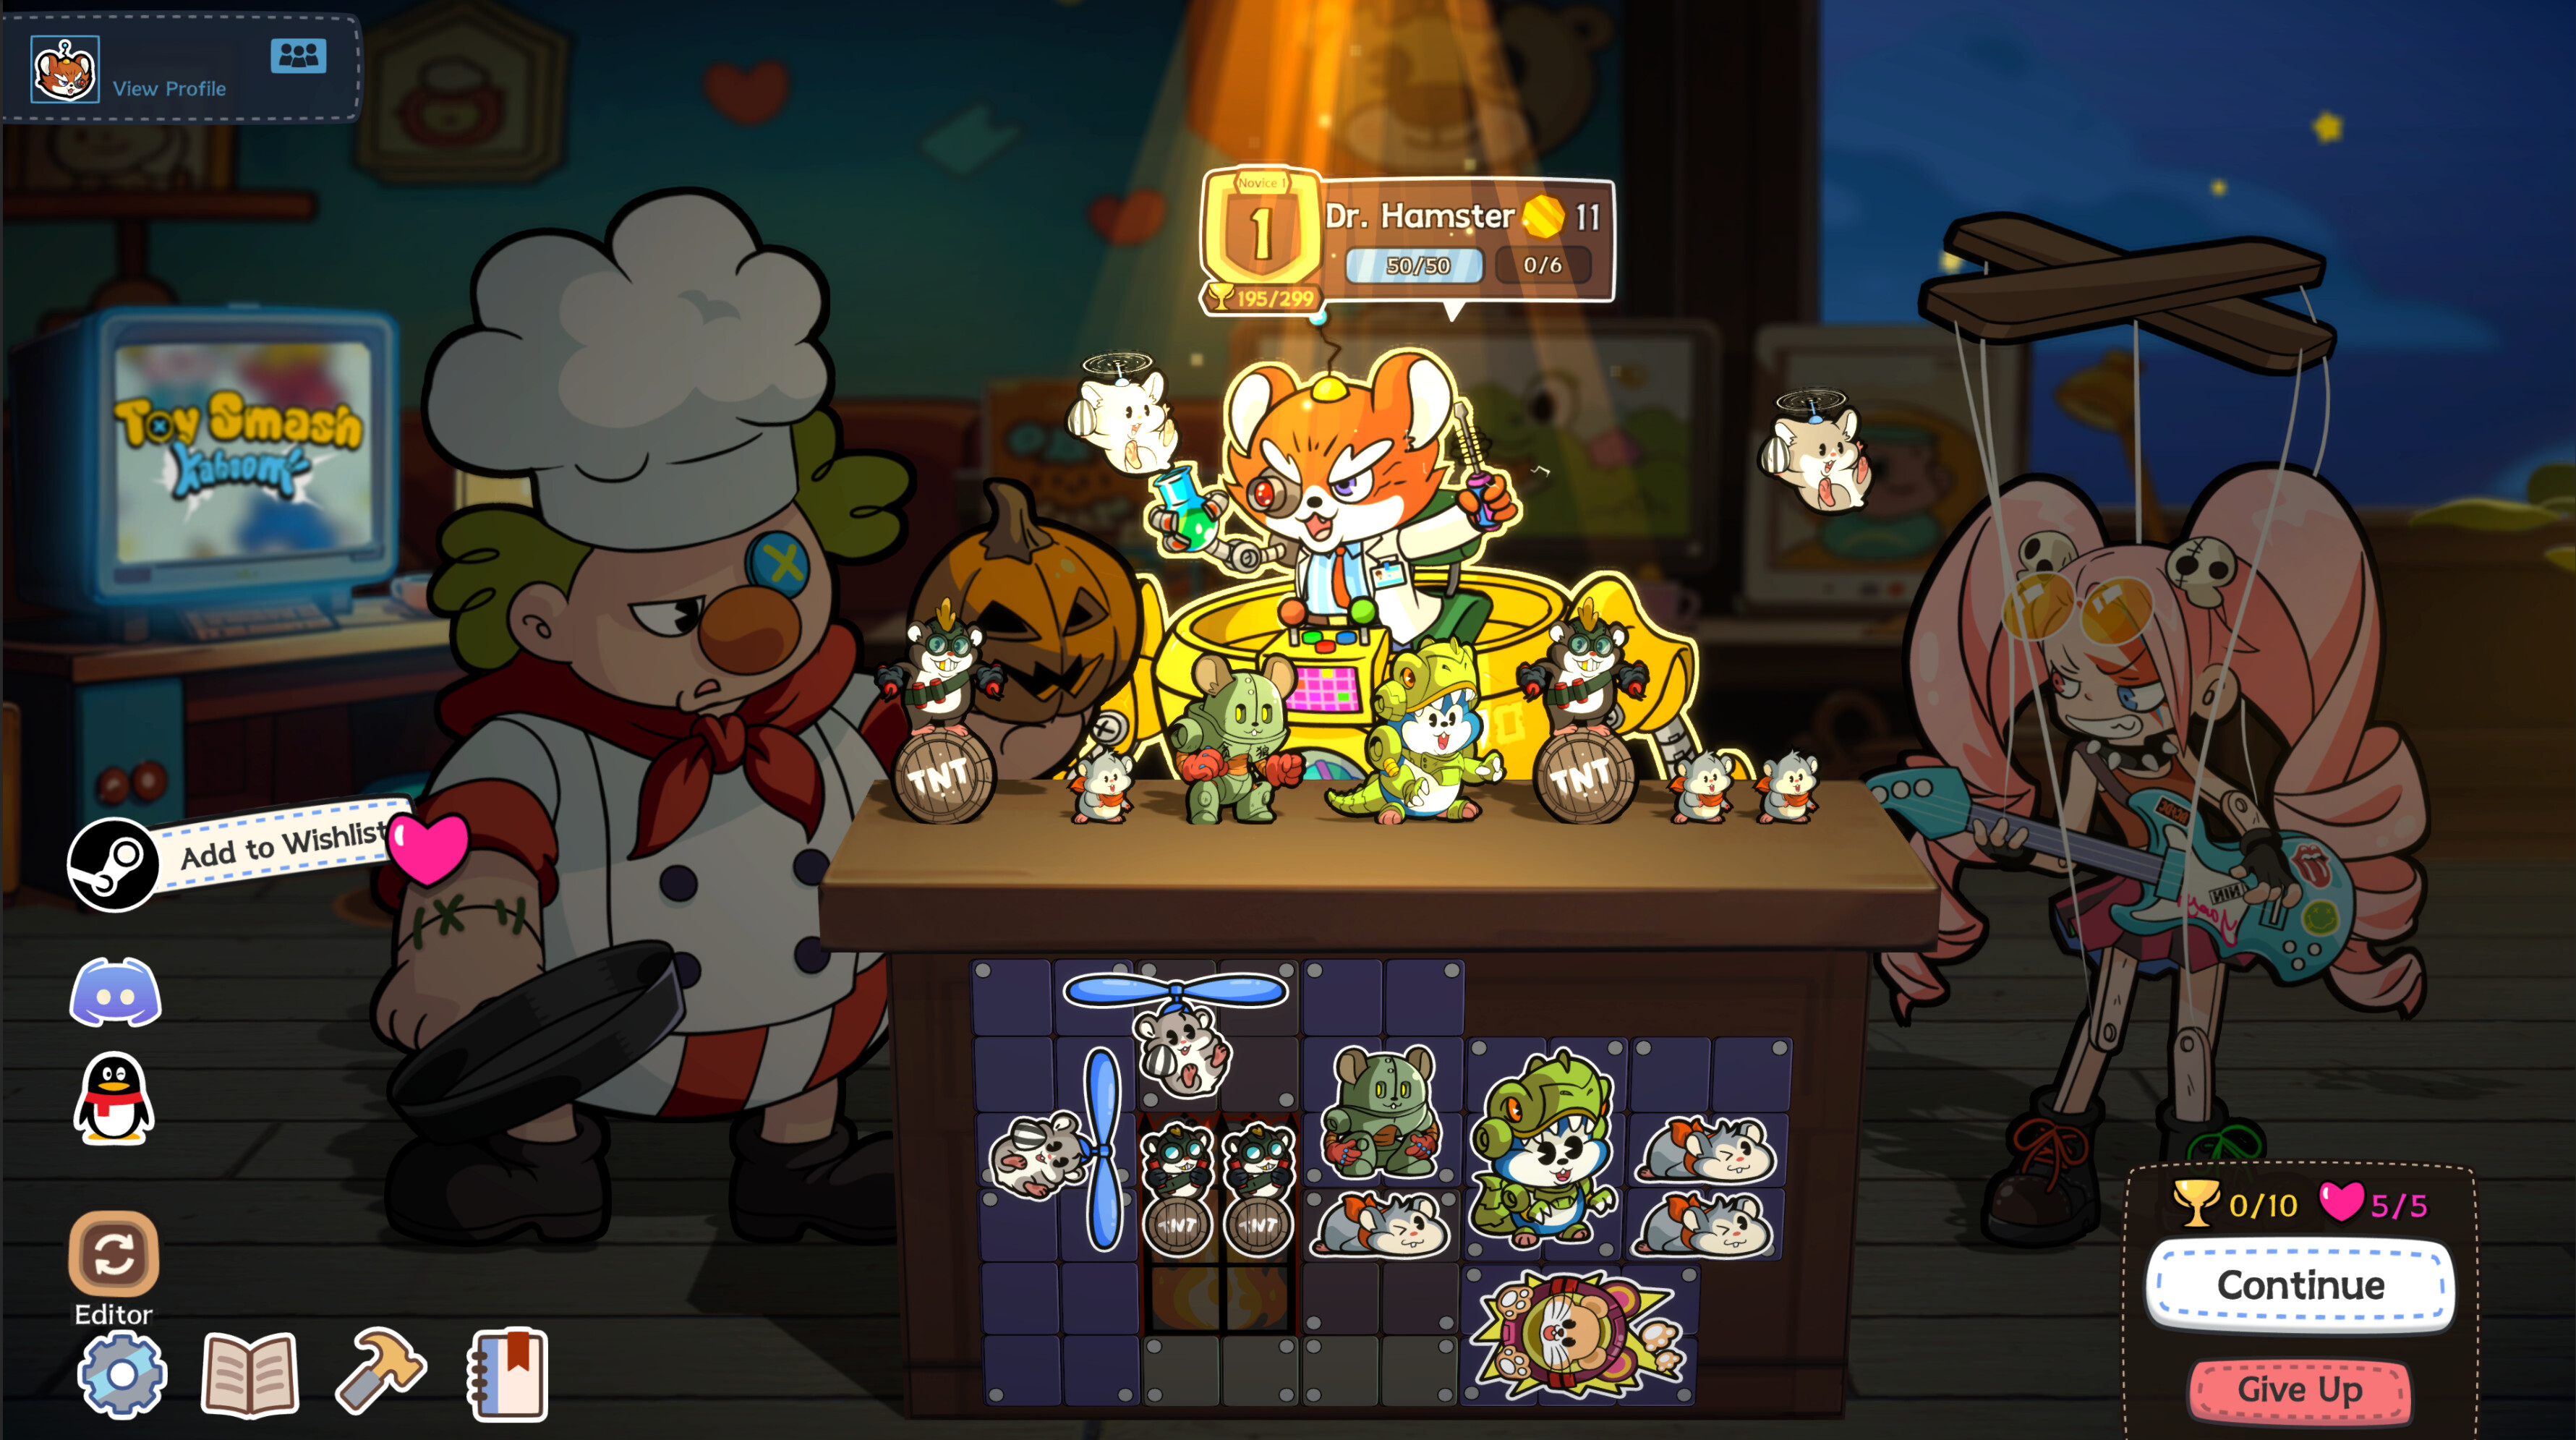 View Profile
Novice 1
1
Dr. Hamster 11
50/50
0/6
195/299
Toy Smash
Kaboom
TNT
TNT
Add to Wishlist
NIN
TNT
TNT
0/10
5/5
Continue
Editor
Give Up